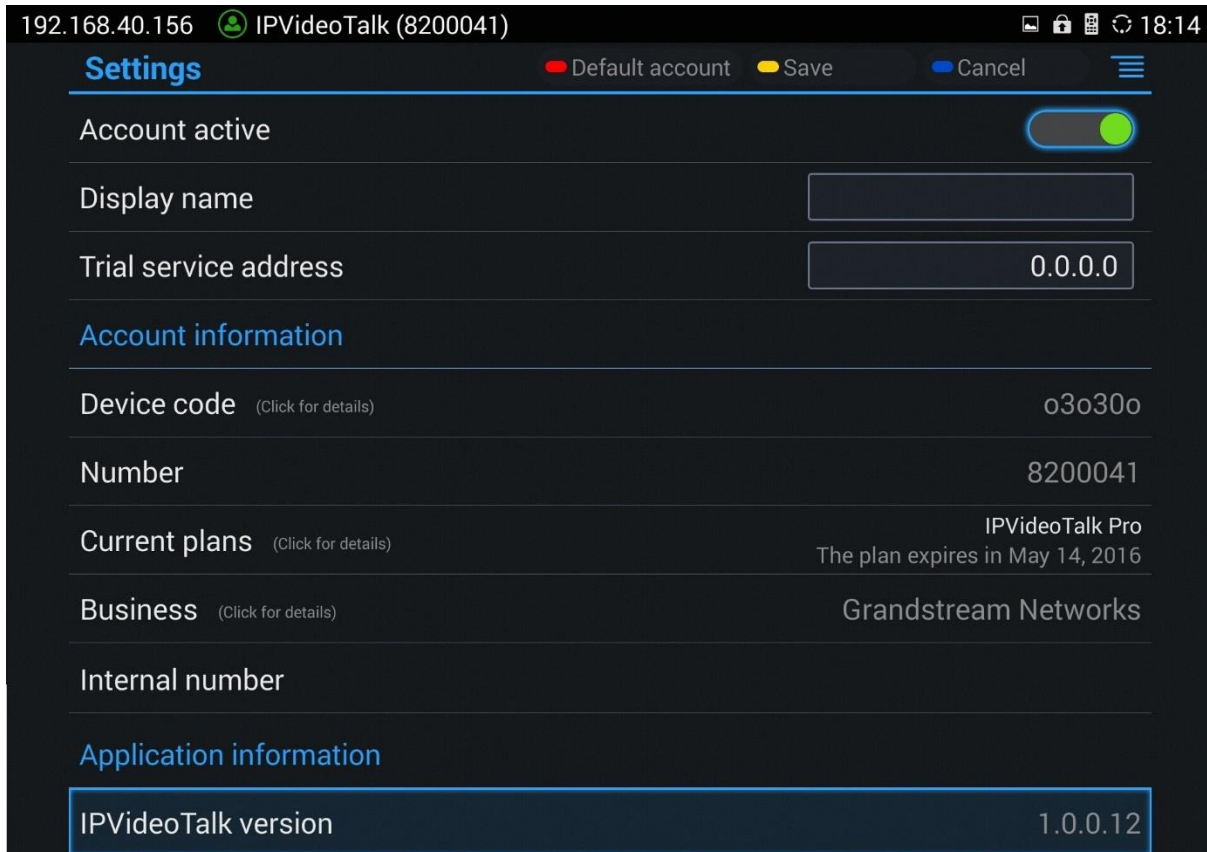 192.168.40.156 IPVideoTalk (8200041) 18:14
Settings Default account Save Cancel
Account active
Display name
Trial service address 0.0.0.0
Account information
Device code (Click for details) o3o30o
Number 8200041
Current plans (Click for details) IPVideoTalk Pro
The plan expires in May 14, 2016
Business (Click for details) Grandstream Networks
Internal number
Application information
IPVideoTalk version 1.0.0.12